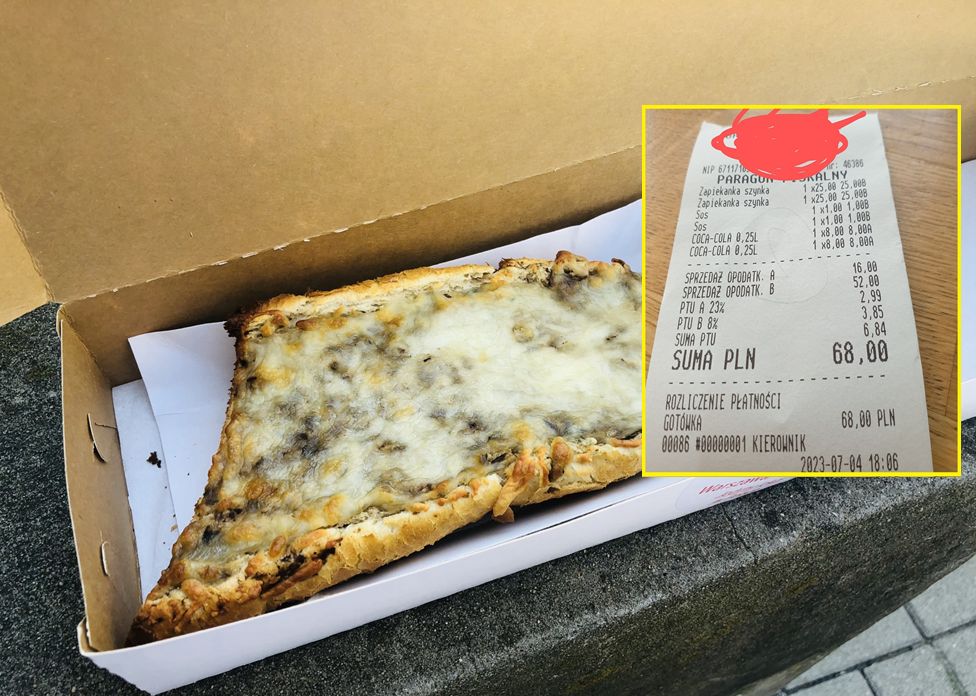 NIP 6711710 nr: 46386
PARAGON FISKALNY
Zapiekanka szynka 1 x25,00 25,00B
Zapiekanka szynka 1 x25,00 25,00B
Sos 1 x1,00 1,00B
Sos 1 x1,00 1,00B
COCA-COLA 0,25L 1 x8,00 8,00A
COCA-COLA 0,25L 1 x8,00 8,00A
SPRZEDAŻ OPODATK. A 16,00
SPRZEDAŻ OPODATK. B 52,00
PTU A 23% 2,99
PTU B 8% 3,85
SUMA PTU 6,84
SUMA PLN 68,00
ROZLICZENIE PŁATNOŚCI
GOTÓWKA 68,00 PLN
00086 #00000001 KIEROWNIK
2023-07-04 18:06